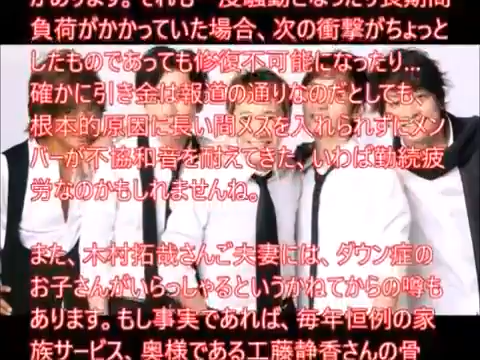 があります。それも一度騒動となったり長期間
負荷がかかっていた場合、次の衝撃がちょっと
したものであっても修復不可能になったり...
確かに引き金は報道の通りなのだとしても、
根本的原因に長い間メスを入れられずにメン
バーが不協和音を耐えてきた、いわば勤続疲
労なのかもしれませんね。
また、木村拓哉さんご夫妻には、ダウン症の
お子さんがいらっしゃるというかねてからの噂も
あります。もし事実であれば、毎年恒例の家
族サービス、奥様である工藤静香さんの骨